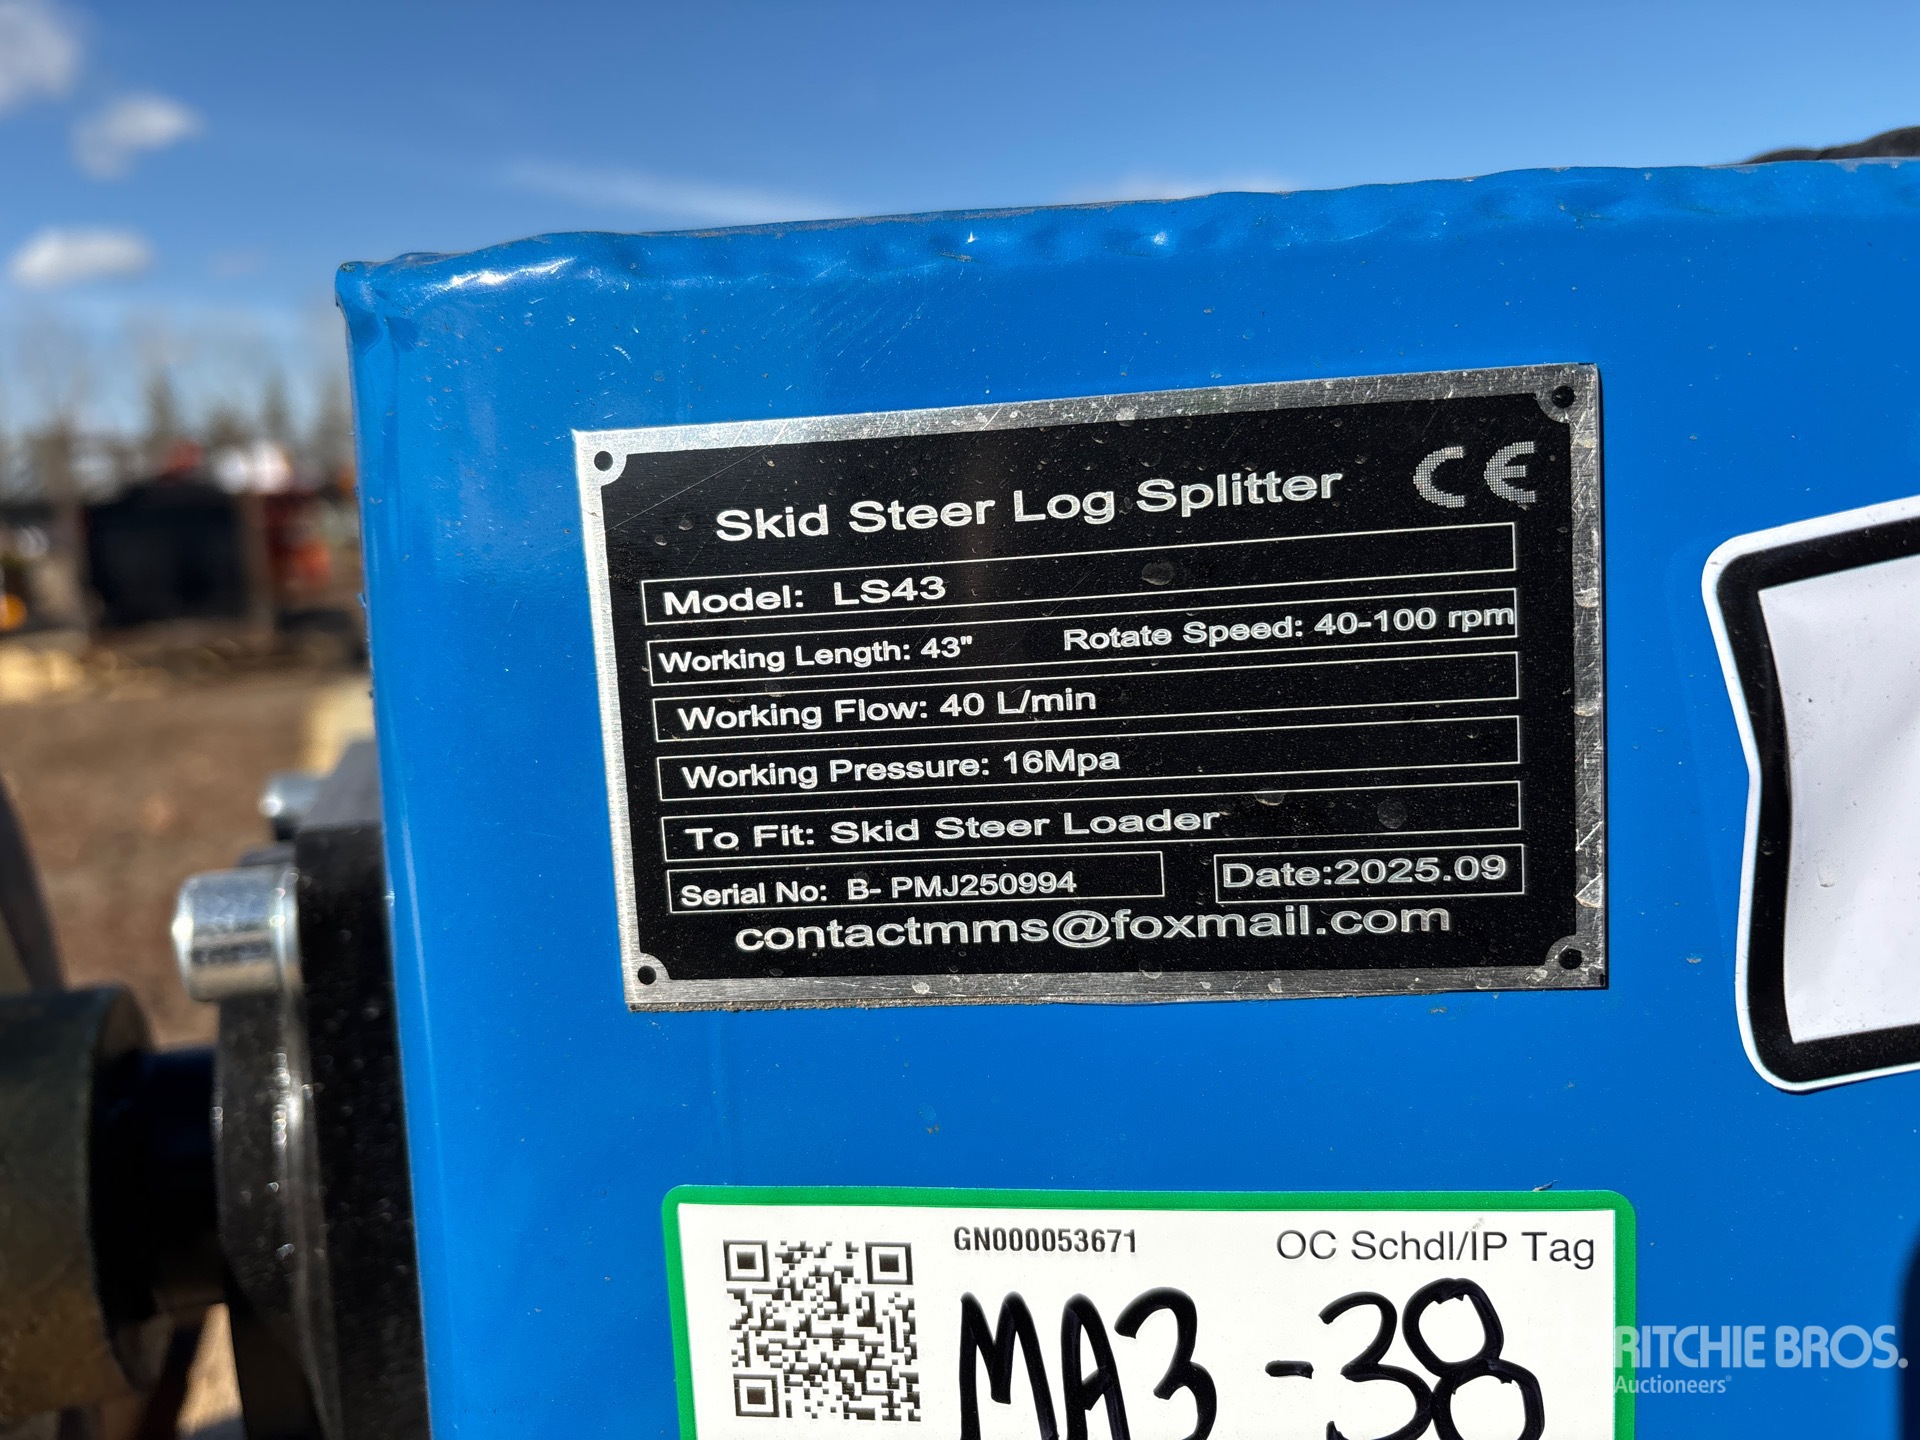 Skid Steer Log Splitter CE
Model: LS43
Working Length: 43" Rotate Speed: 40-100 rpm
Working Flow: 40 L/min
Working Pressure: 16Mpa
To Fit: Skid Steer Loader
Serial No: B- PMJ250994 Date:2025.09
contactmms@foxmail.com
GN000053671 OC Schdl/IP Tag
MA3-38
RITCHIE BROS.
Auctioneers